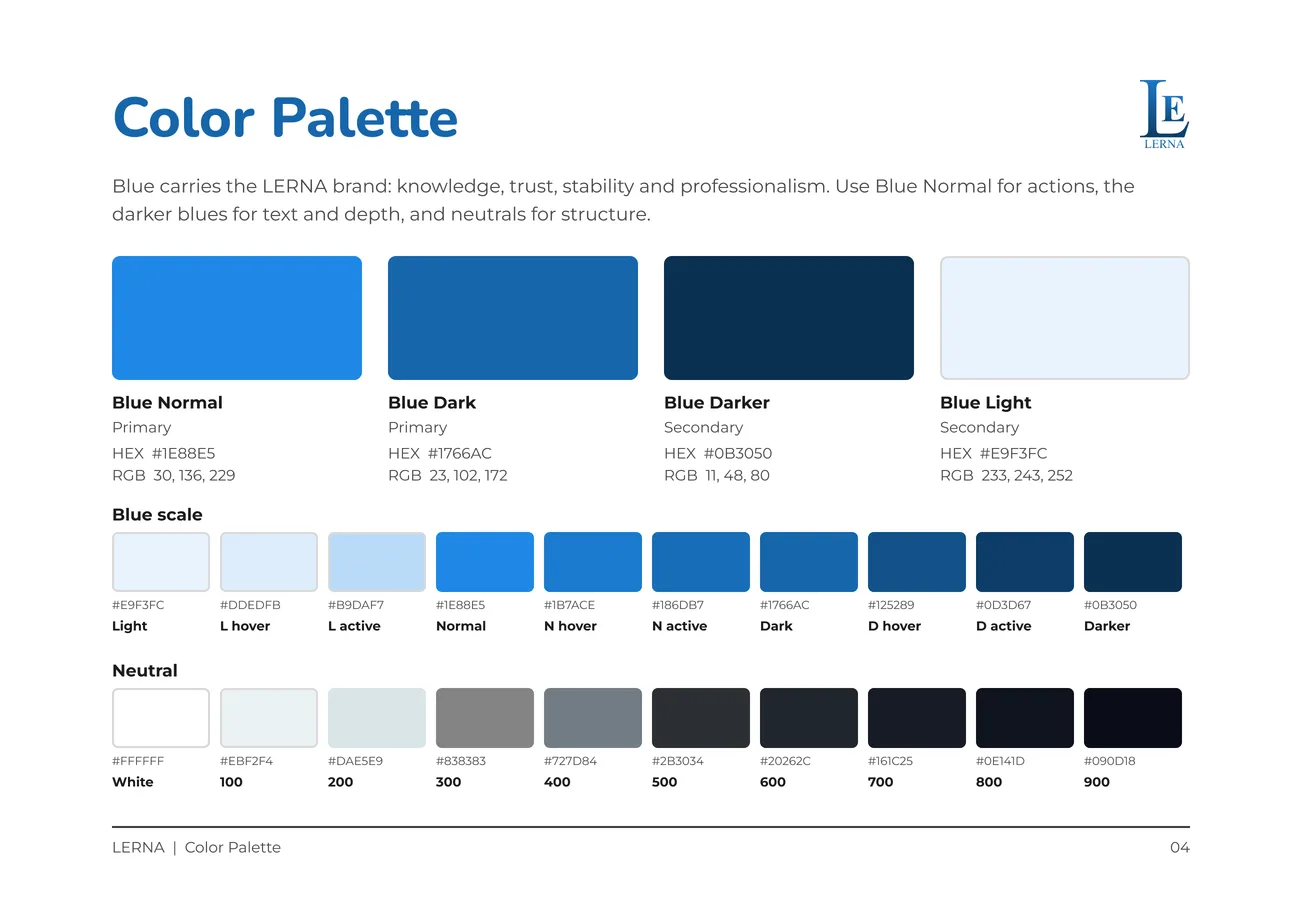 Color Palette
LE
LERNA
Blue carries the LERNA brand: knowledge, trust, stability and professionalism. Use Blue Normal for actions, the
darker blues for text and depth, and neutrals for structure.
Blue Normal
Primary
HEX #1E88E5
RGB 30, 136, 229
Blue Dark
Primary
HEX #1766AC
RGB 23, 102, 172
Blue Darker
Secondary
HEX #0B3050
RGB 11, 48, 80
Blue Light
Secondary
HEX #E9F3FC
RGB 233, 243, 252
Blue scale
#E9F3FC #DDEDFB #B9DAF7 #1E88E5 #1B7ACE #186DB7 #1766AC #125289 #0D3D67 #0B3050
Light L hover L active Normal N hover N active Dark D hover D active Darker
Neutral
#FFFFFF #EBF2F4 #DAE5E9 #838383 #727D84 #2B3034 #20262C #161C25 #0E141D #090D18
White 100 200 300 400 500 600 700 800 900
LERNA | Color Palette
04